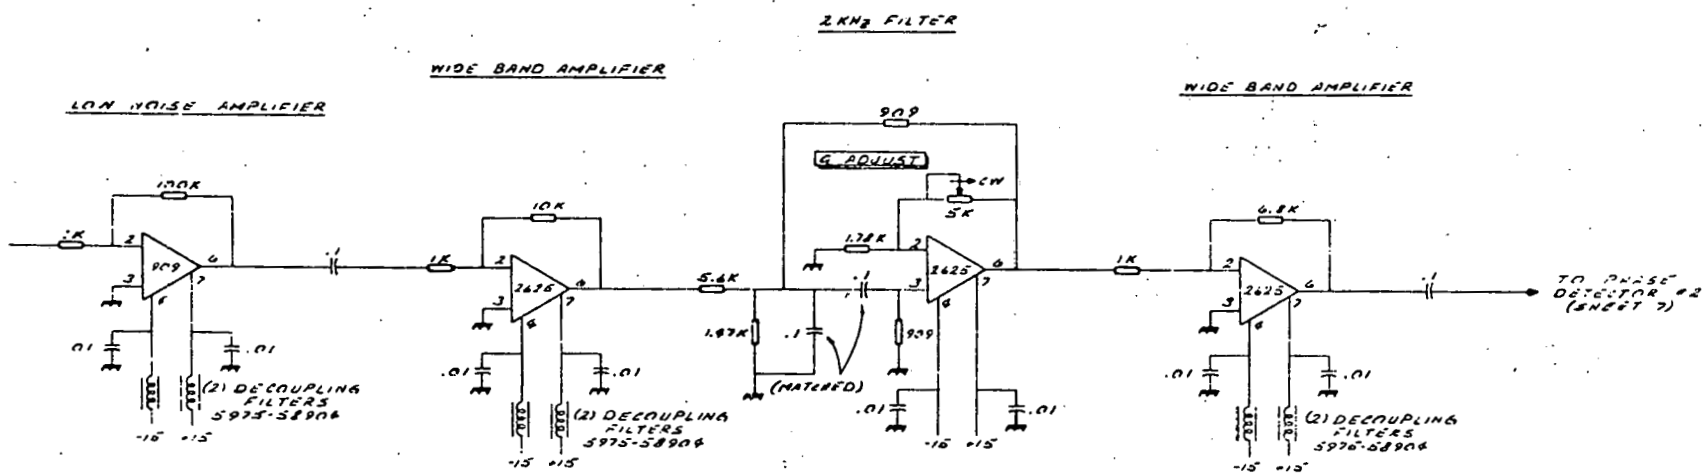 2KHz FILTER
WIDE BAND AMPLIFIER
WIDE BAND AMPLIFIER
LOW NOISE AMPLIFIER
100K
1K
2
909
6
3
7
6
.01
.01
(2) DECOUPLING
FILTERS
5975-58904
-15
+15
.1
10K
1K
2
2625
6
3
7
4
.01
.01
(2) DECOUPLING
FILTERS
5975-58904
-15
+15
909
Q ADJUST
CW
5K
1.78K
2
2625
6
3
7
4
5.6K
1.47K
.1
.1
909
(MATCHED)
.01
.01
-15
+15
6.8K
1K
2
2625
6
3
7
4
.01
.01
(2) DECOUPLING
FILTERS
5975-58904
-15
+15
.1
TO PHASE
DETECTOR #2
(SHEET 7)